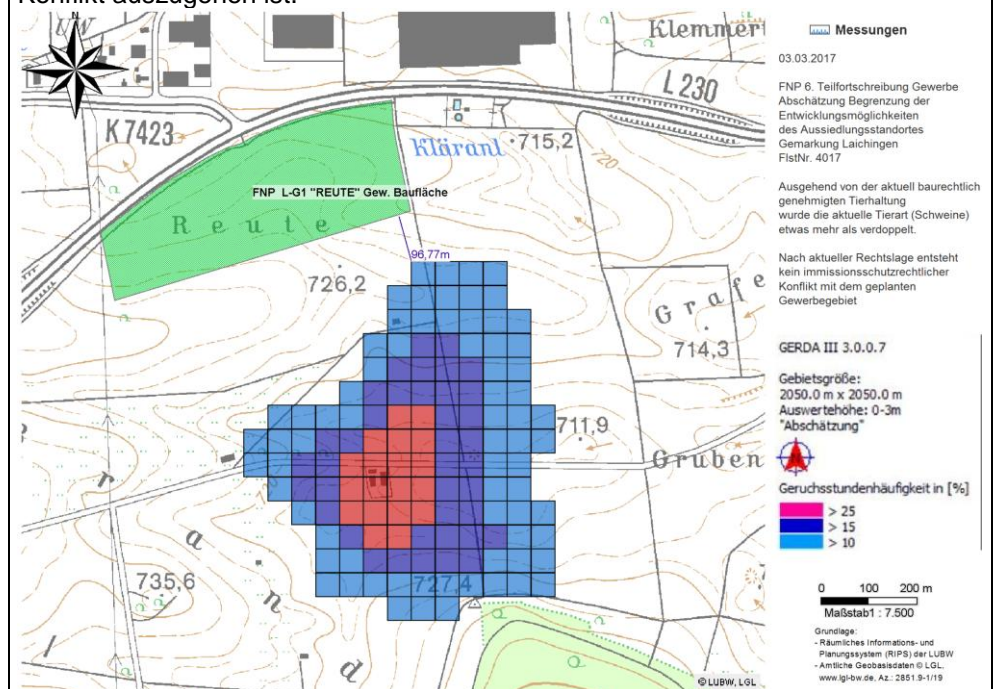 Konflikt auszugehen ist.
UW
N
Klemmert
L 230
K 7423
Kläranl
715,2
720
FNP L-G1 "REUTE" Gew. Baufläche
Reute
96,77m
726,2
Grafe
714,3
711,9
Gruben
727,4
735,6
r
a
n
d
l
© LUBW, LGL
Messungen
03.03.2017
FNP 6. Teilfortschreibung Gewerbe
Abschätzung Begrenzung der
Entwicklungsmöglichkeiten
des Aussiedlungsstandortes
Gemarkung Laichingen
FlstNr. 4017
Ausgehend von der aktuell baurechtlich
genehmigten Tierhaltung
wurde die aktuelle Tierart (Schweine)
etwas mehr als verdoppelt.
Nach aktueller Rechtslage entsteht
kein immissionsschutzrechtlicher
Konflikt mit dem geplanten
Gewerbegebiet
GERDA III 3.0.0.7
Gebietsgröße:
2050.0 m x 2050.0 m
Auswertehöhe: 0-3m
"Abschätzung"
Geruchsstundenhäufigkeit in [%]
> 25
> 15
> 10
0 100 200 m
Maßstab1 : 7.500
Grundlage:
- Räumliches Informations- und
Planungssystem (RIPS) der LUBW
- Amtliche Geobasisdaten © LGL,
www.lgl-bw.de, Az.: 2851.9-1/19